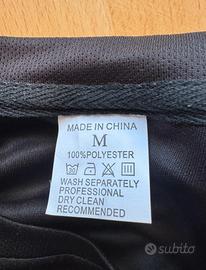 MADE IN CHINA
M
100%POLYESTER
WASH SEPARATELY
PROFESSIONAL
DRY CLEAN
RECOMMENDED
subito